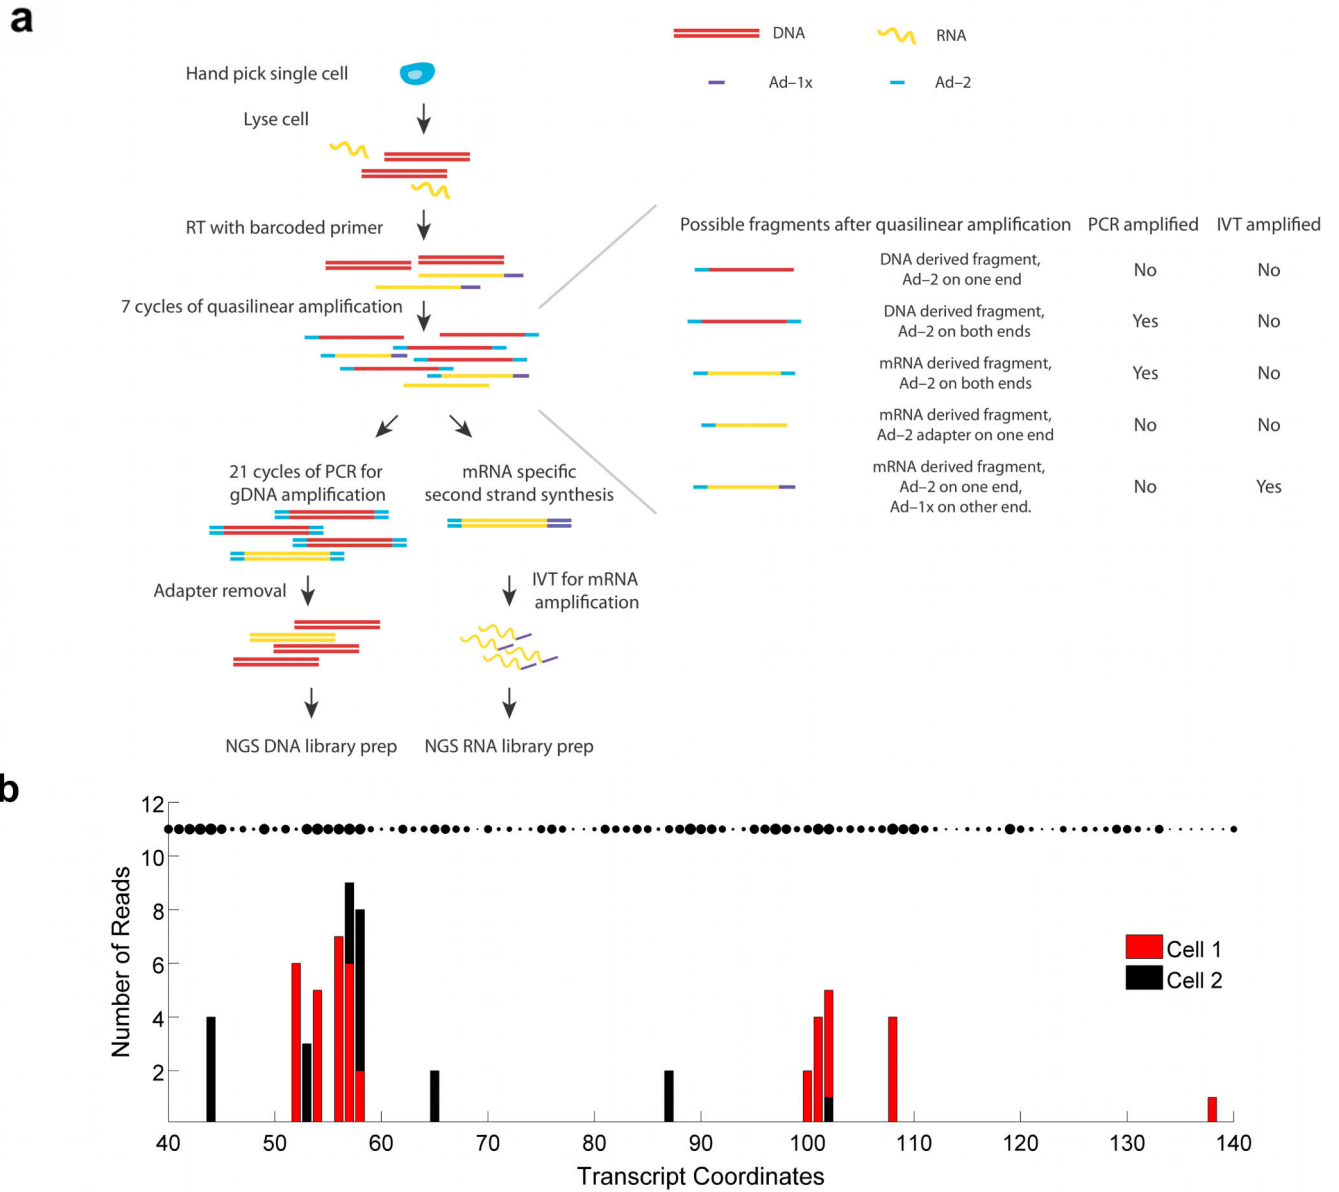 a
DNA
RNA
Ad–1x
Ad–2
Hand pick single cell
Lyse cell
RT with barcoded primer
7 cycles of quasilinear amplification
21 cycles of PCR for
gDNA amplification
mRNA specific
second strand synthesis
Adapter removal
IVT for mRNA
amplification
NGS DNA library prep
NGS RNA library prep
Possible fragments after quasilinear amplification
PCR amplified
IVT amplified
DNA derived fragment,
Ad–2 on one end
No
No
DNA derived fragment,
Ad–2 on both ends
Yes
No
mRNA derived fragment,
Ad–2 on both ends
Yes
No
mRNA derived fragment,
Ad–2 adapter on one end
No
No
mRNA derived fragment,
Ad–2 on one end,
Ad–1x on other end.
No
Yes
b
Number of Reads
12
10
8
6
4
2
Cell 1
Cell 2
40
50
60
70
80
90
100
110
120
130
140
Transcript Coordinates